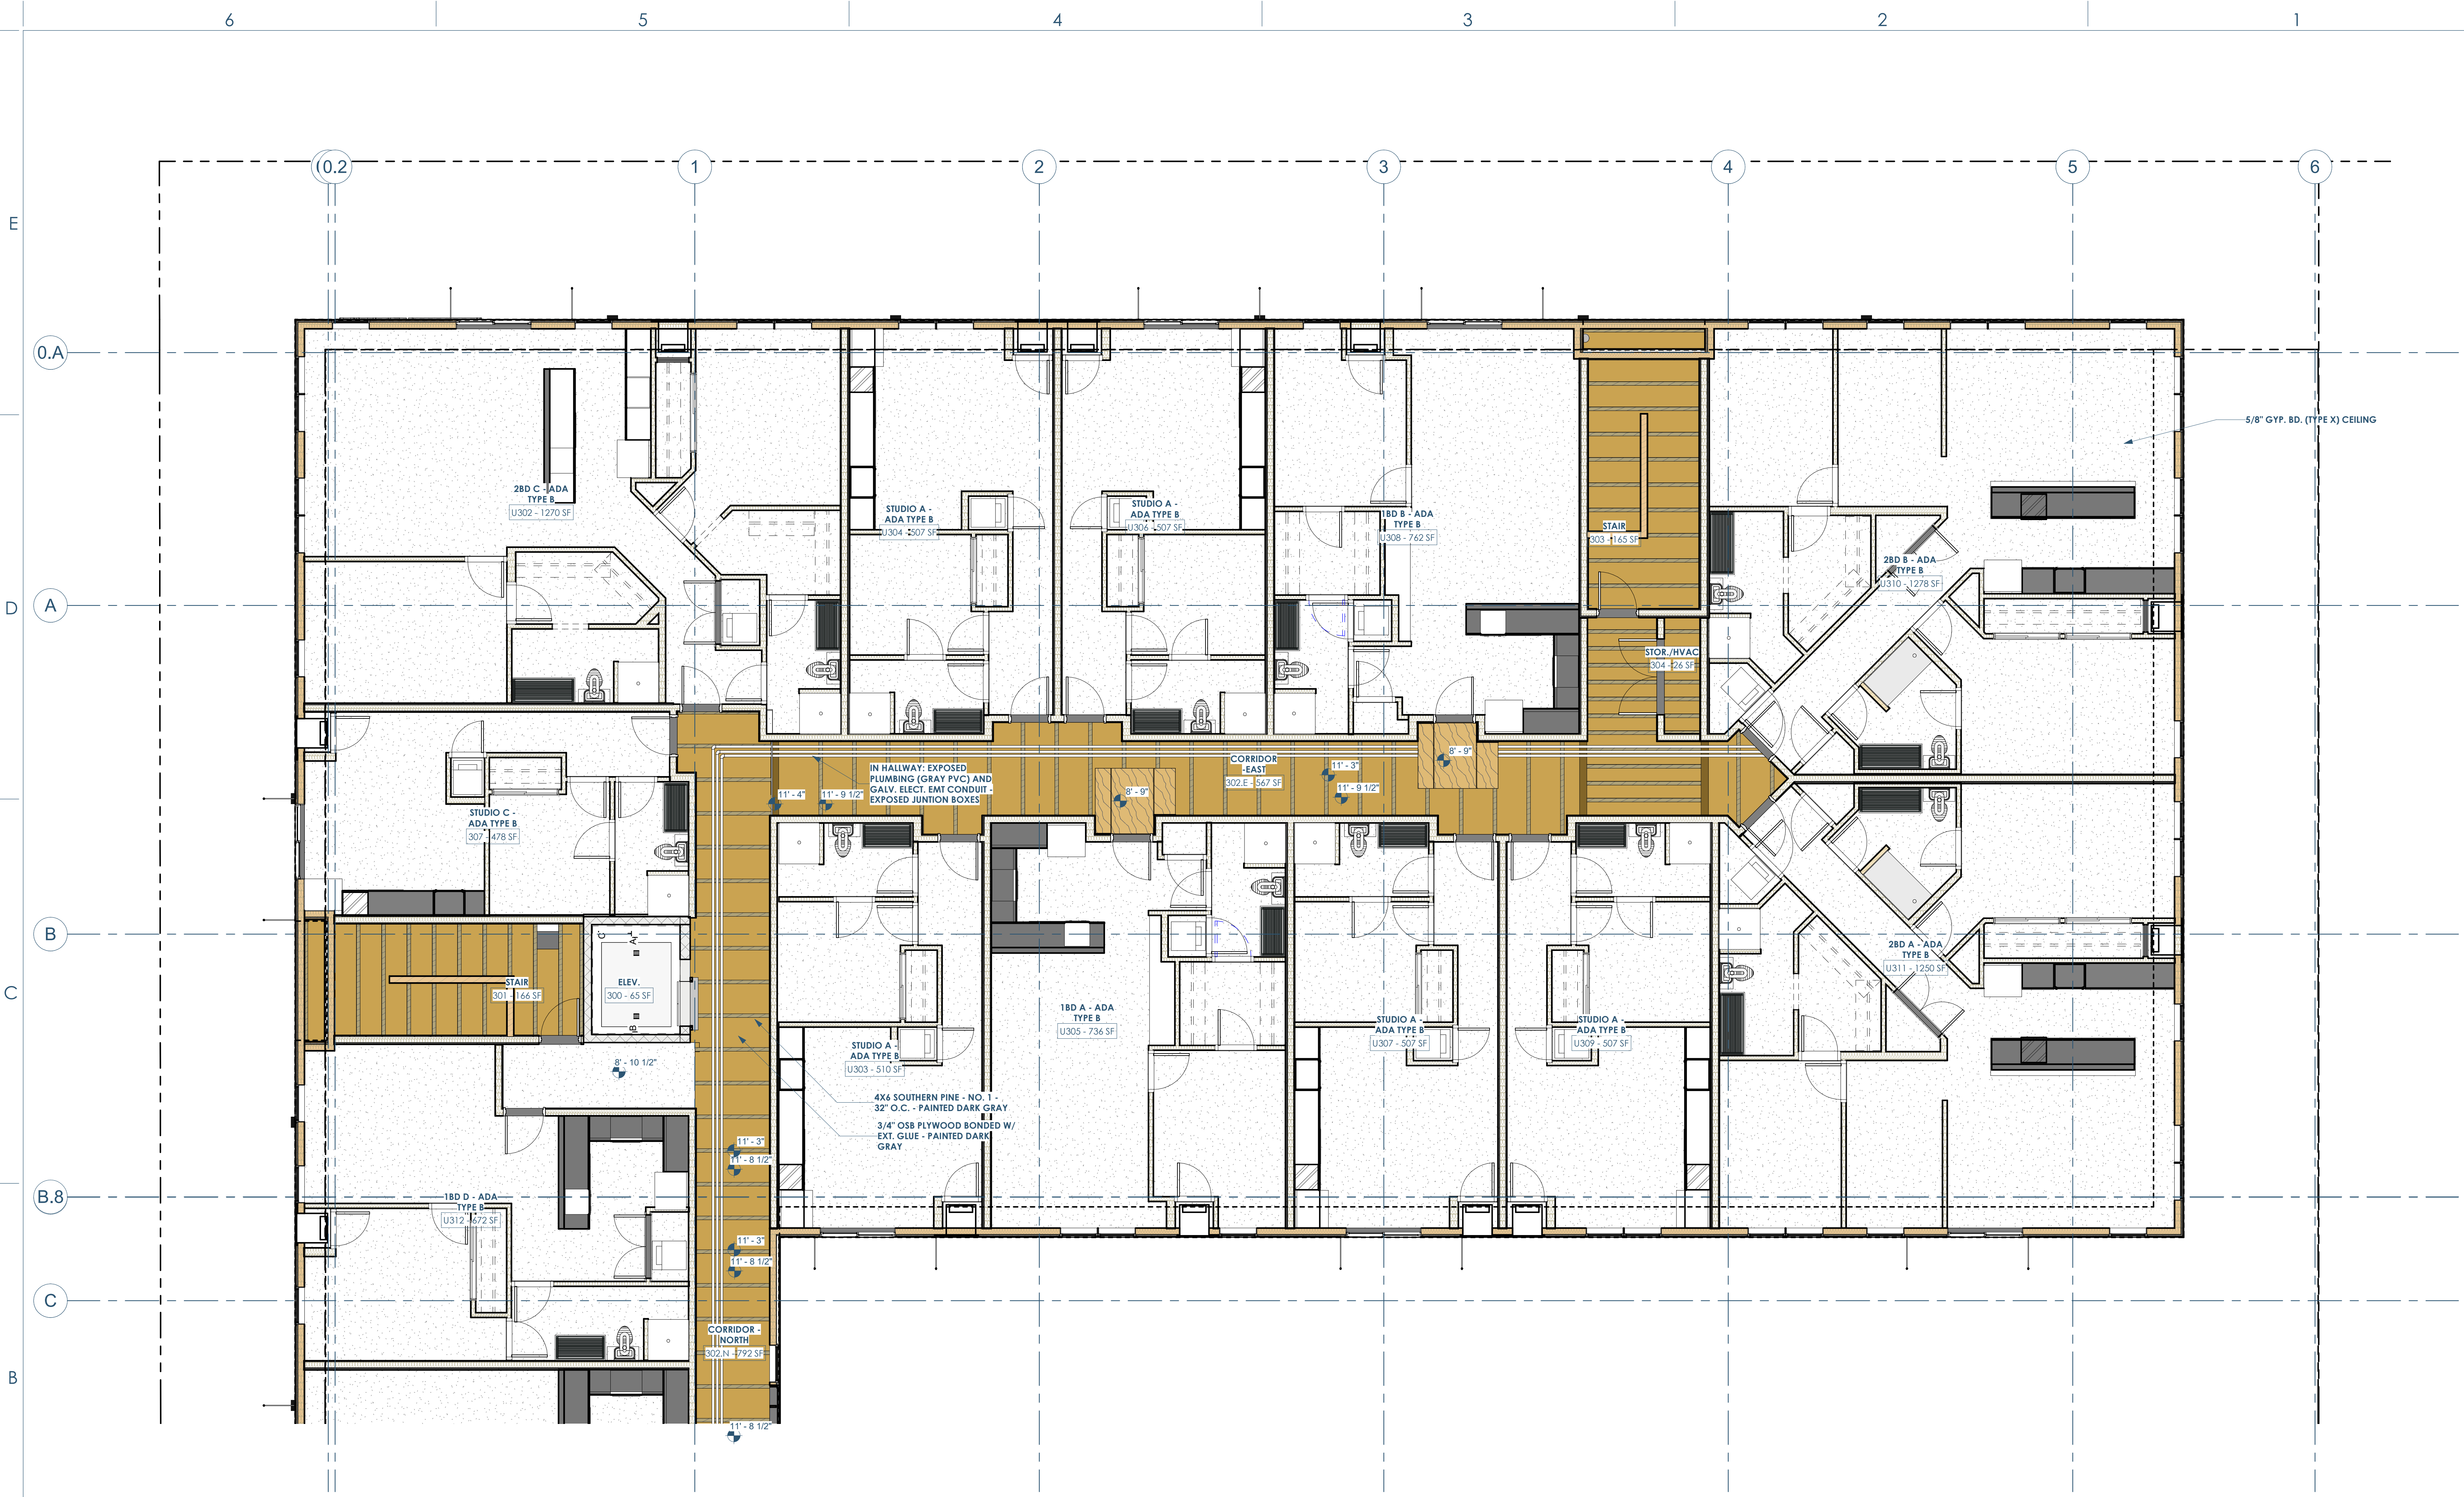 6 5 4 3 2 1
E
D
C
B
0.2 1 2 3 4 5 6
0.A
A
B
B.8
C
5/8" GYP. BD. (TYPE X) CEILING
2BD C - ADA
TYPE B
U302 - 1270 SF
STUDIO A -
ADA TYPE B
U304 - 507 SF
STUDIO A -
ADA TYPE B
U306 - 507 SF
1BD B - ADA
TYPE B
U308 - 762 SF
STAIR
303 - 165 SF
2BD B - ADA
TYPE B
U310 - 1278 SF
STOR./HVAC
304 - 26 SF
IN HALLWAY: EXPOSED
PLUMBING (GRAY PVC) AND
GALV. ELECT. EMT CONDUIT -
EXPOSED JUNTION BOXES
11' - 4"
11' - 9 1/2"
8' - 9"
CORRIDOR
-EAST
302.E - 567 SF
11' - 3"
11' - 9 1/2"
8' - 9"
STUDIO C -
ADA TYPE B
307 - 478 SF
STAIR
301 - 166 SF
ELEV.
300 - 65 SF
A
B
8' - 10 1/2"
1BD A - ADA
TYPE B
U305 - 736 SF
STUDIO A -
ADA TYPE B
U303 - 510 SF
STUDIO A -
ADA TYPE B
U307 - 507 SF
STUDIO A -
ADA TYPE B
U309 - 507 SF
2BD A - ADA
TYPE B
U311 - 1250 SF
4X6 SOUTHERN PINE - NO. 1 -
32" O.C. - PAINTED DARK GRAY
3/4" OSB PLYWOOD BONDED W/
EXT. GLUE - PAINTED DARK
GRAY
11' - 3"
11' - 8 1/2"
1BD D - ADA
TYPE B
U312 - 672 SF
11' - 3"
11' - 8 1/2"
CORRIDOR -
NORTH
302.N - 792 SF
11' - 8 1/2"